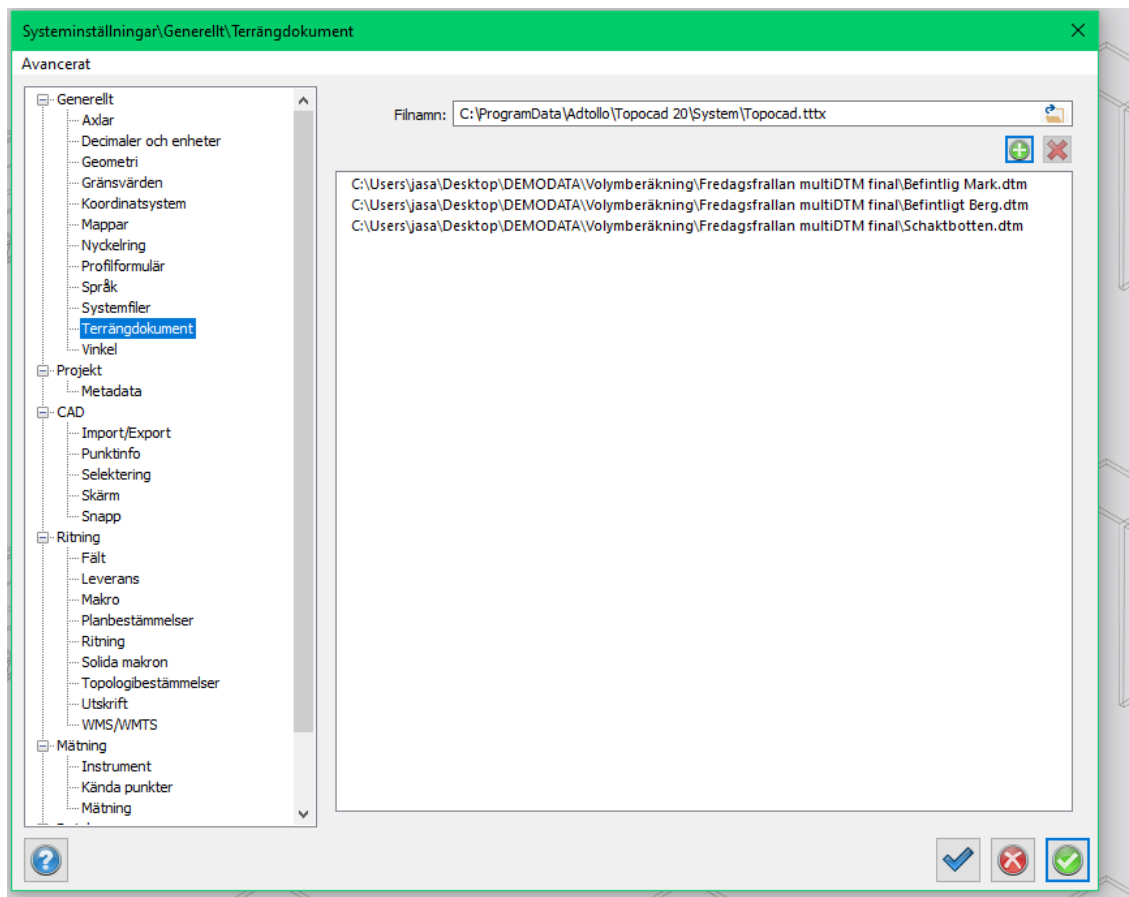 Systeminställningar\Generellt\Terrängdokument
Avancerat
Generellt
Axlar
Decimaler och enheter
Geometri
Gränsvärden
Koordinatsystem
Mappar
Nyckelring
Profilformulär
Språk
Systemfiler
Terrängdokument
Vinkel
Projekt
Metadata
CAD
Import/Export
Punktinfo
Selektering
Skärm
Snapp
Ritning
Fält
Leverans
Makro
Planbestämmelser
Ritning
Solida makron
Topologibestämmelser
Utskrift
WMS/WMTS
Mätning
Instrument
Kända punkter
Mätning
Filnamn: C:\ProgramData\Adtollo\Topocad 20\System\Topocad.tttx
C:\Users\jasa\Desktop\DEMODATA\Volymberäkning\Fredagsfrallan multiDTM final\Befintlig Mark.dtm
C:\Users\jasa\Desktop\DEMODATA\Volymberäkning\Fredagsfrallan multiDTM final\Befintligt Berg.dtm
C:\Users\jasa\Desktop\DEMODATA\Volymberäkning\Fredagsfrallan multiDTM final\Schaktbotten.dtm